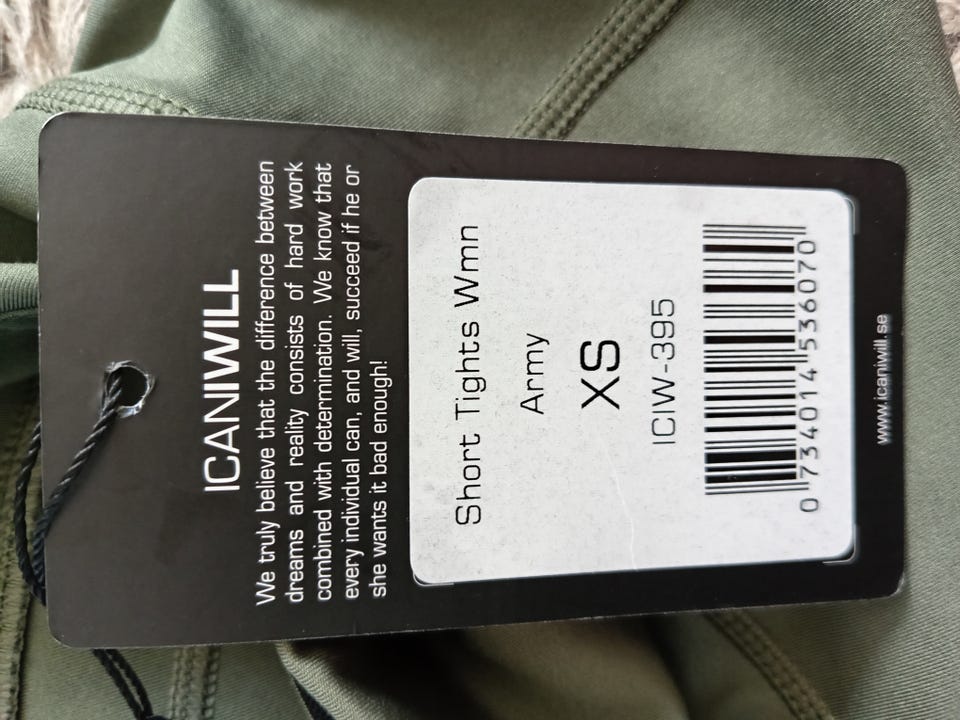 ICANIWILL
We truly believe that the difference between
dreams and reality consists of hard work
combined with determination. We know that
every individual can, and will, succeed if he or
she wants it bad enough!
Short Tights Wmn
Army
XS
ICIW-395
0 734014 536070
www.icaniwill.se